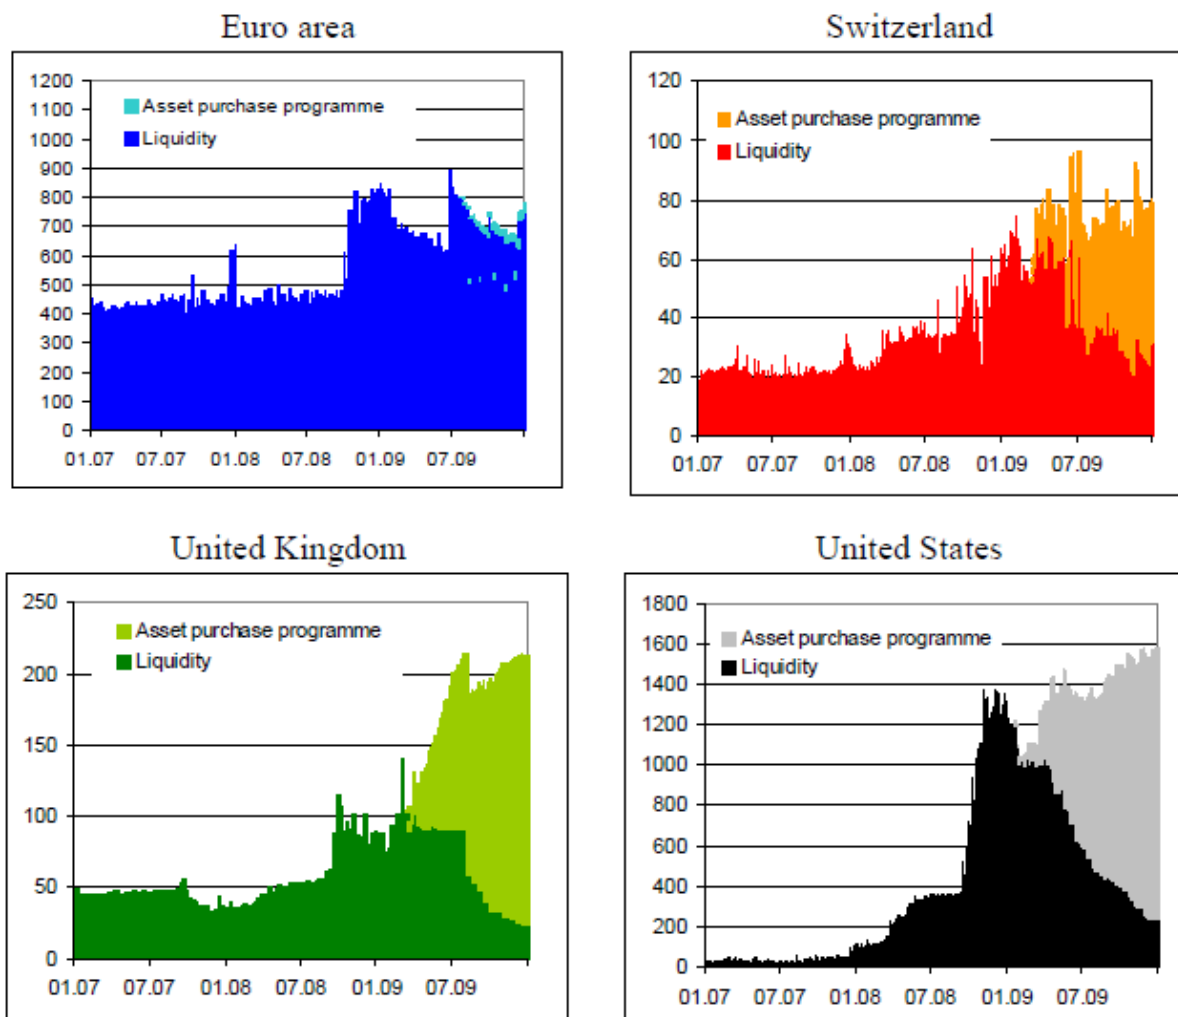 Euro area
1200
1100
1000
900
800
700
600
500
400
300
200
100
0
Asset purchase programme
Liquidity
01.07 07.07 01.08 07.08 01.09 07.09
Switzerland
120
100
80
60
40
20
0
Asset purchase programme
Liquidity
01.07 07.07 01.08 07.08 01.09 07.09
United Kingdom
250
200
150
100
50
0
Asset purchase programme
Liquidity
01.07 07.07 01.08 07.08 01.09 07.09
United States
1800
1600
1400
1200
1000
800
600
400
200
0
Asset purchase programme
Liquidity
01.07 07.07 01.08 07.08 01.09 07.09